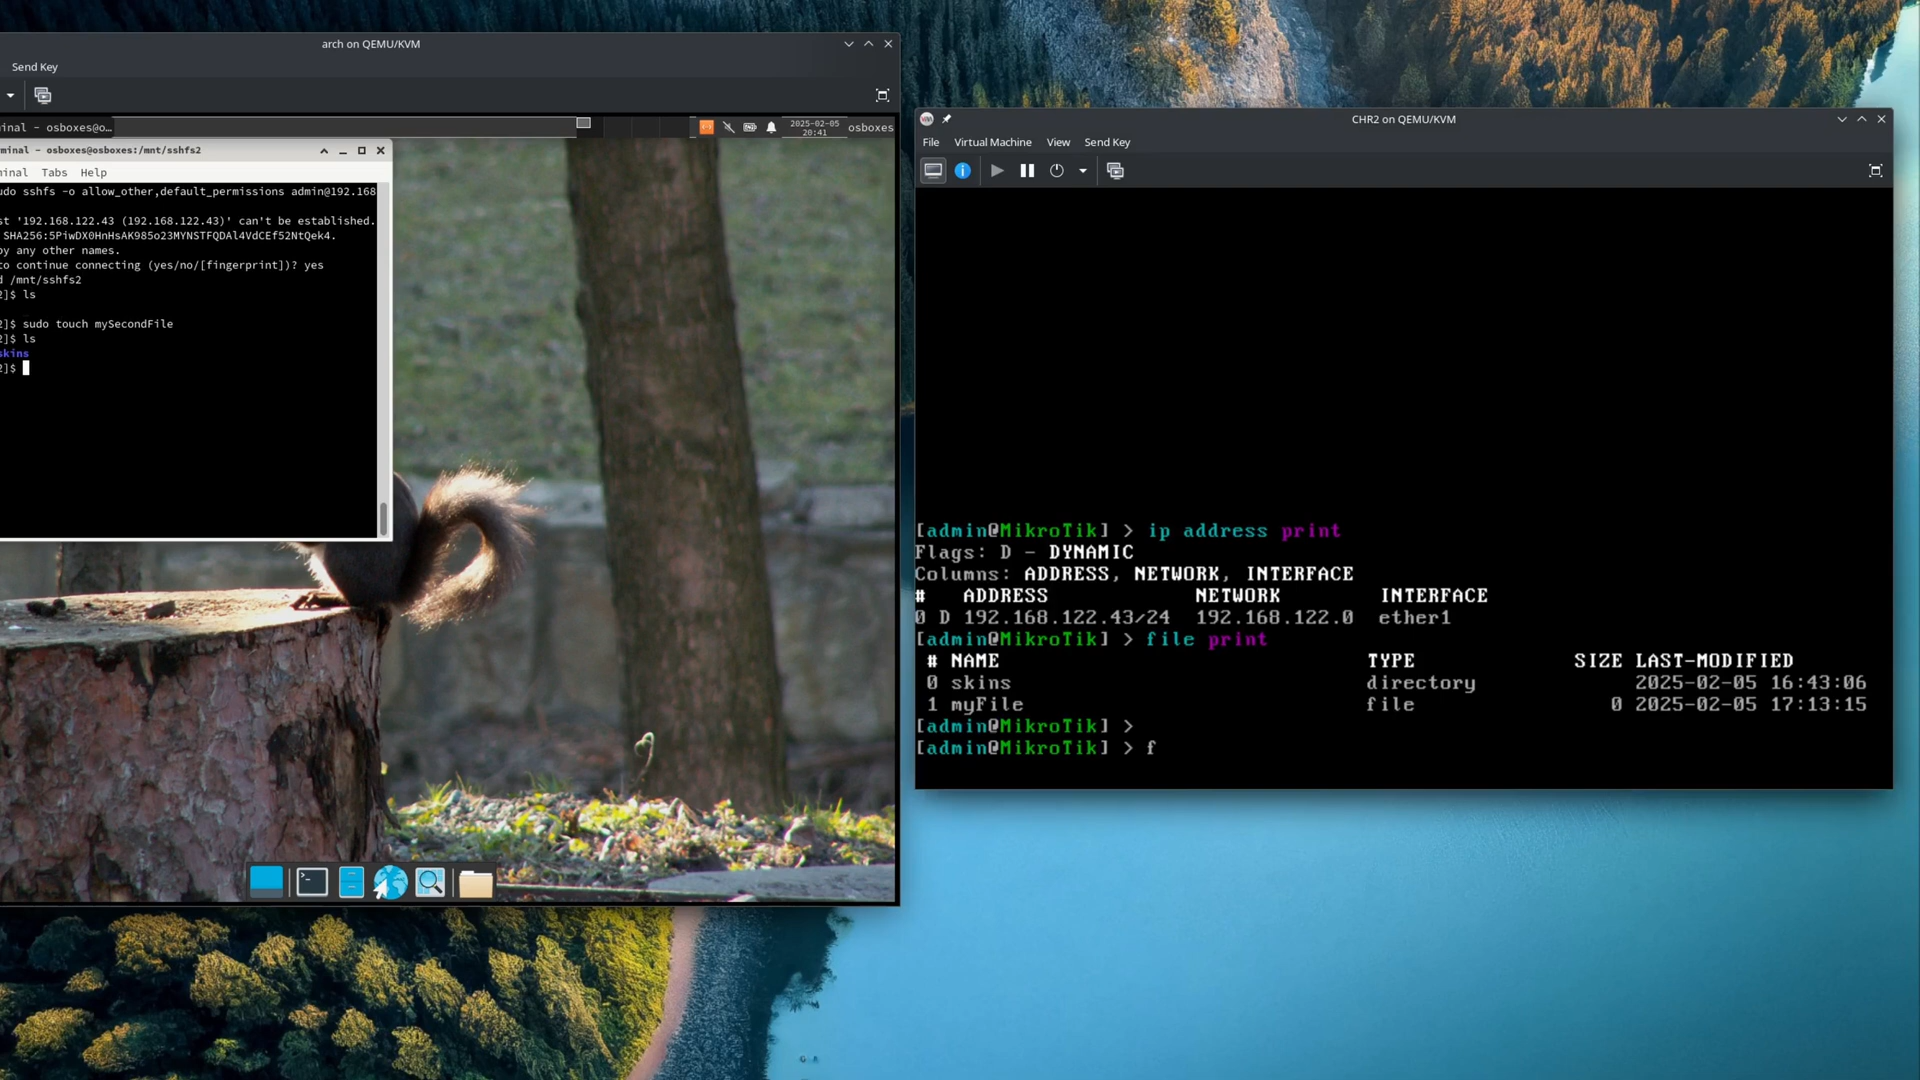 arch on QEMU/KVM
Send Key
inal - osboxes@o...
2025-02-05
20:41
osboxes
rminal - osboxes@osboxes:/mnt/sshfs2
minal Tabs Help
udo sshfs -o allow_other,default_permissions admin@192.168
st '192.168.122.43 (192.168.122.43)' can't be established.
SHA256:5PiwDX0HnHsAK985o23MYNSTFQDAl4VdCEf52NtQek4.
by any other names.
to continue connecting (yes/no/[fingerprint])? yes
d /mnt/sshfs2
2]$ ls
2]$ sudo touch mySecondFile
2]$ ls
skins
2]$
CHR2 on QEMU/KVM
File Virtual Machine View Send Key
[admin@MikroTik] > ip address print
Flags: D - DYNAMIC
Columns: ADDRESS, NETWORK, INTERFACE
# ADDRESS NETWORK INTERFACE
0 D 192.168.122.43/24 192.168.122.0 ether1
[admin@MikroTik] > file print
# NAME TYPE SIZE LAST-MODIFIED
0 skins directory 2025-02-05 16:43:06
1 myFile file 0 2025-02-05 17:13:15
[admin@MikroTik] >
[admin@MikroTik] > f